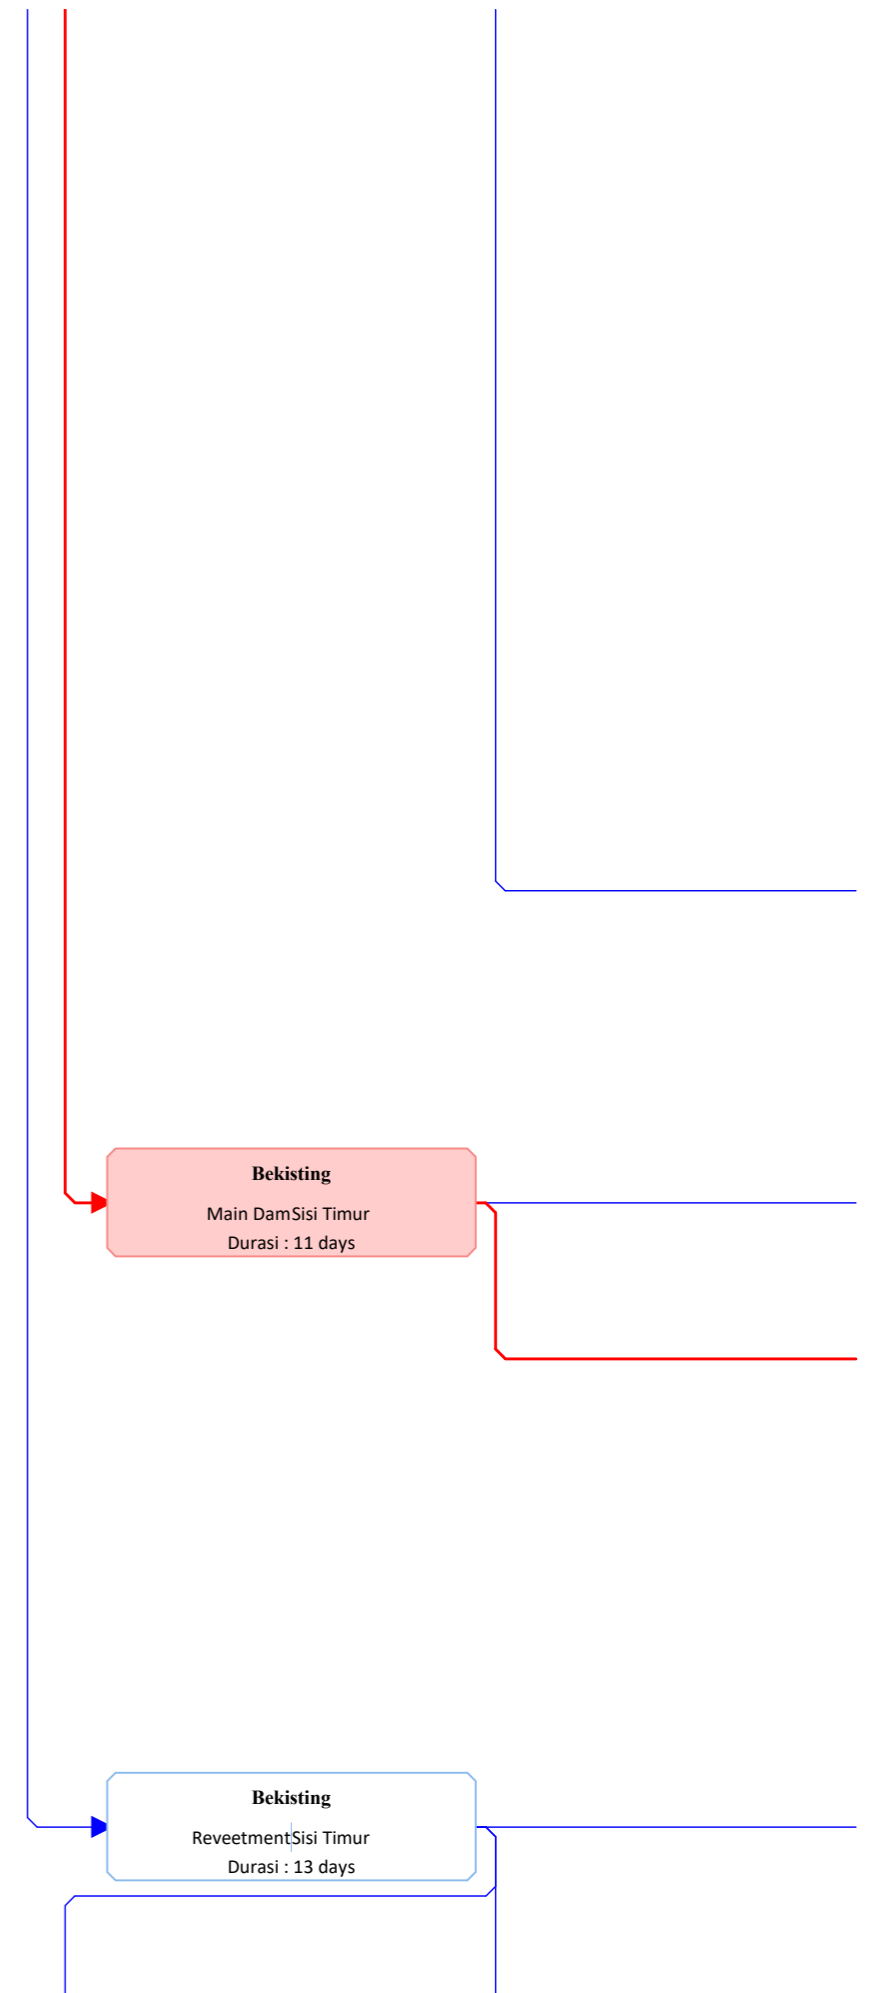 Bekisting
Main DamSisi Timur
Durasi : 11 days
Bekisting
ReveetmentSisi Timur
Durasi : 13 days